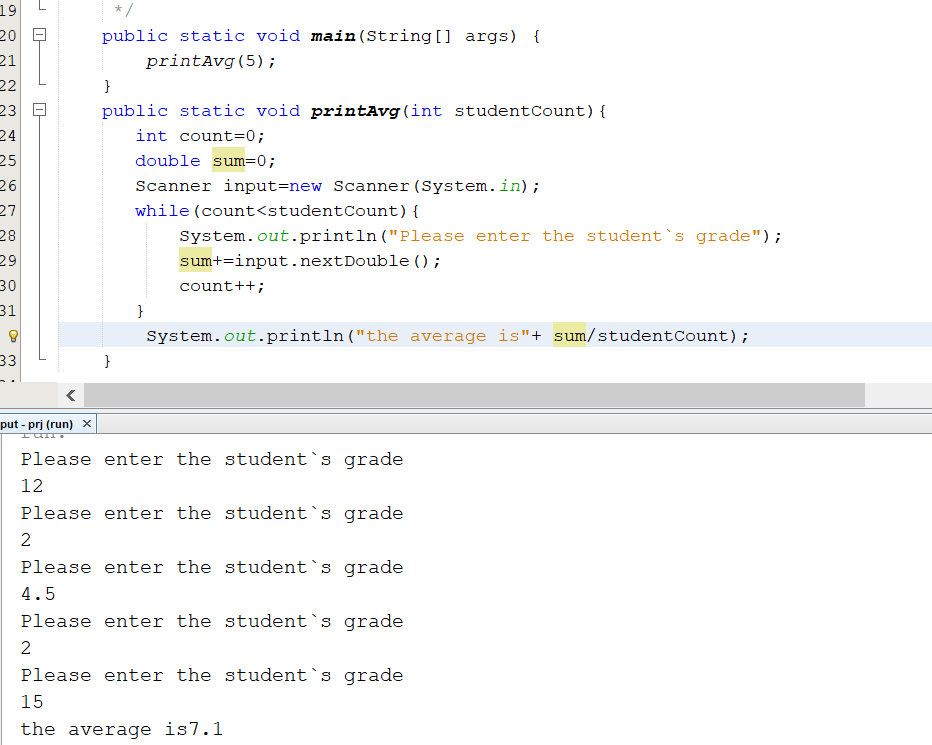 19 */
20 public static void main(String[] args) {
21 printAvg(5);
22 }
23 public static void printAvg(int studentCount){
24 int count=0;
25 double sum=0;
26 Scanner input=new Scanner(System.in);
27 while(count<studentCount){
28 System.out.println("Please enter the student`s grade");
29 sum+=input.nextDouble();
30 count++;
31 }
System.out.println("the average is"+ sum/studentCount);
33 }
put - prj (run) ×
run:
Please enter the student`s grade
12
Please enter the student`s grade
2
Please enter the student`s grade
4.5
Please enter the student`s grade
2
Please enter the student`s grade
15
the average is7.1